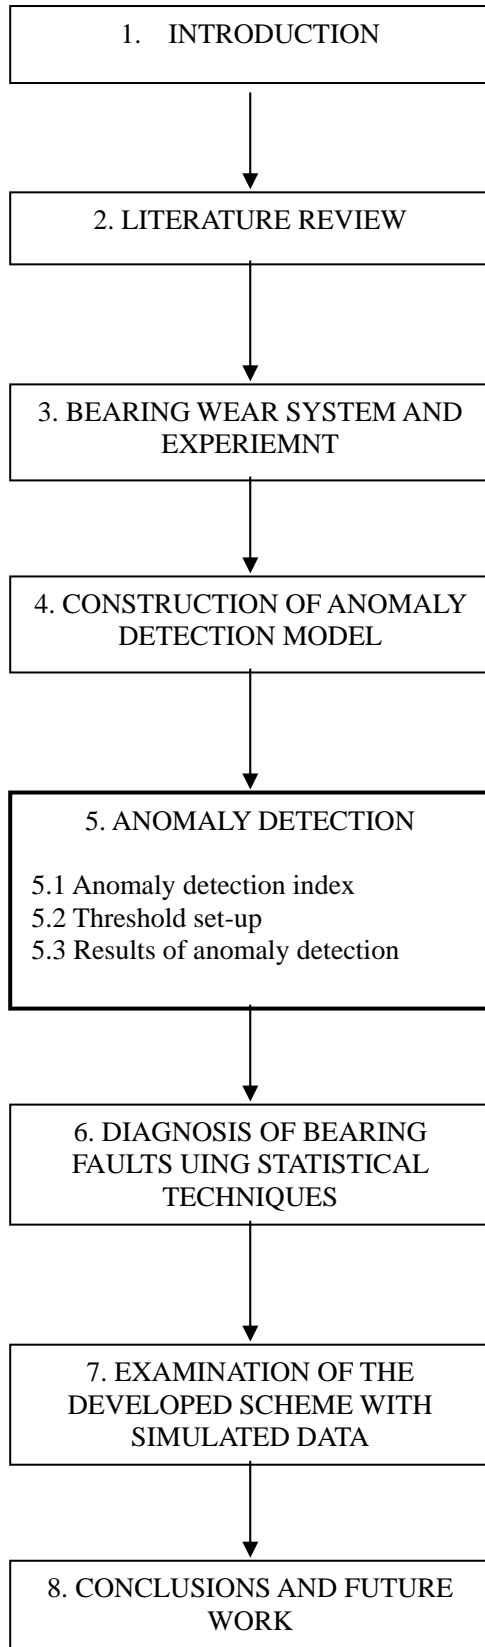 1. INTRODUCTION
2. LITERATURE REVIEW
3. BEARING WEAR SYSTEM AND
EXPERIEMNT
4. CONSTRUCTION OF ANOMALY
DETECTION MODEL
5. ANOMALY DETECTION
5.1 Anomaly detection index
5.2 Threshold set-up
5.3 Results of anomaly detection
6. DIAGNOSIS OF BEARING
FAULTS UING STATISTICAL
TECHNIQUES
7. EXAMINATION OF THE
DEVELOPED SCHEME WITH
SIMULATED DATA
8. CONCLUSIONS AND FUTURE
WORK